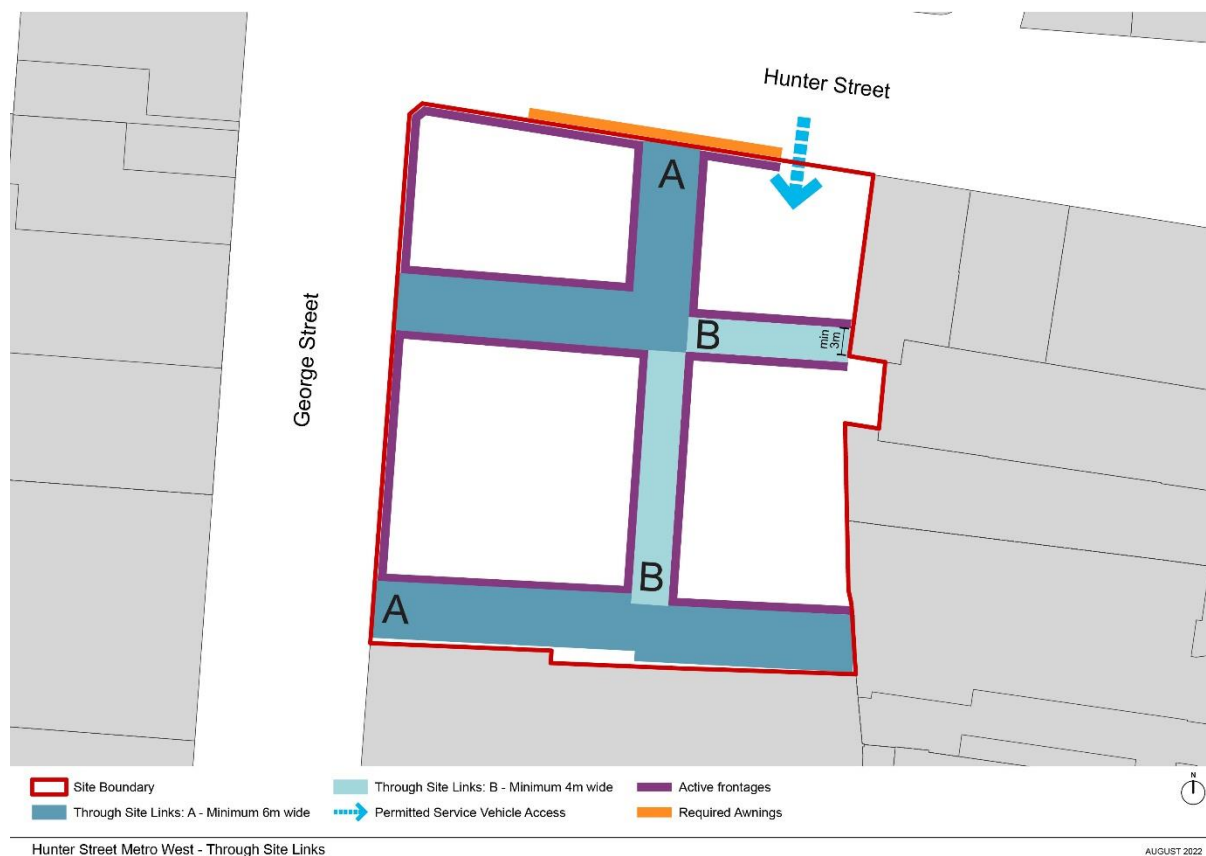 Hunter Street
A
George Street
B
min
3m
B
A
N
Site Boundary
Through Site Links: B - Minimum 4m wide
Active frontages
Through Site Links: A - Minimum 6m wide
Permitted Service Vehicle Access
Required Awnings
Hunter Street Metro West - Through Site Links
AUGUST 2022